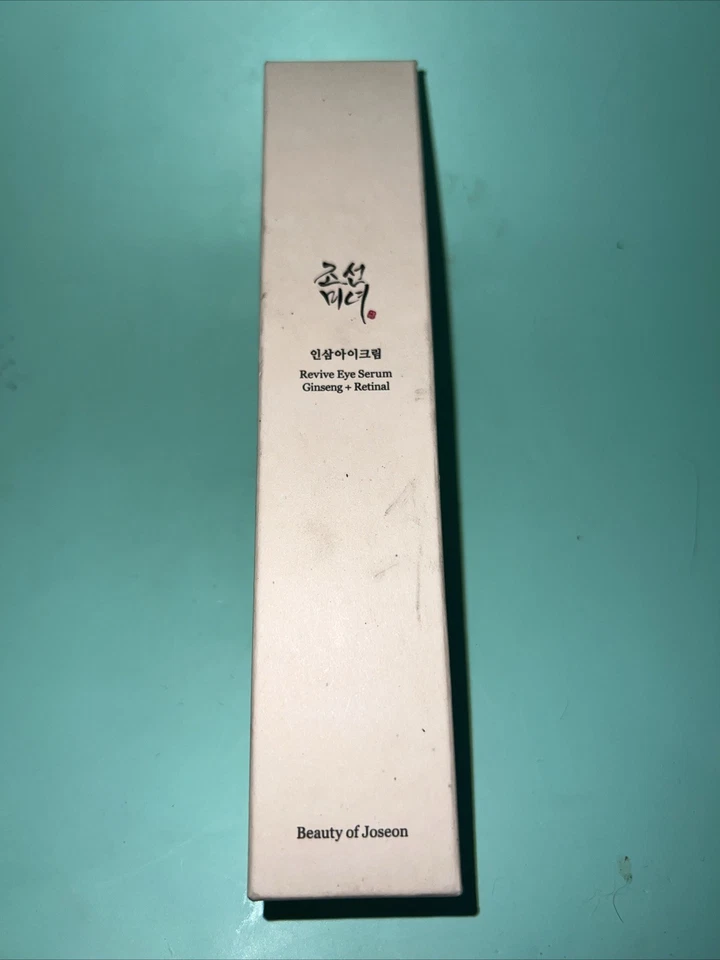 조선
미녀
인삼아이크림
Revive Eye Serum
Ginseng + Retinal
Beauty of Joseon